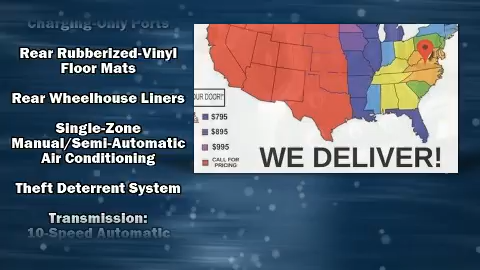 Charging-Only Ports
Rear Rubberized-Vinyl
Floor Mats
Rear Wheelhouse Liners
Single-Zone
Manual/Semi-Automatic
Air Conditioning
Theft Deterrent System
Transmission:
10-Speed Automatic
OUR DOOR?
$795
$895
$995
CALL FOR
PRICING
WE DELIVER!